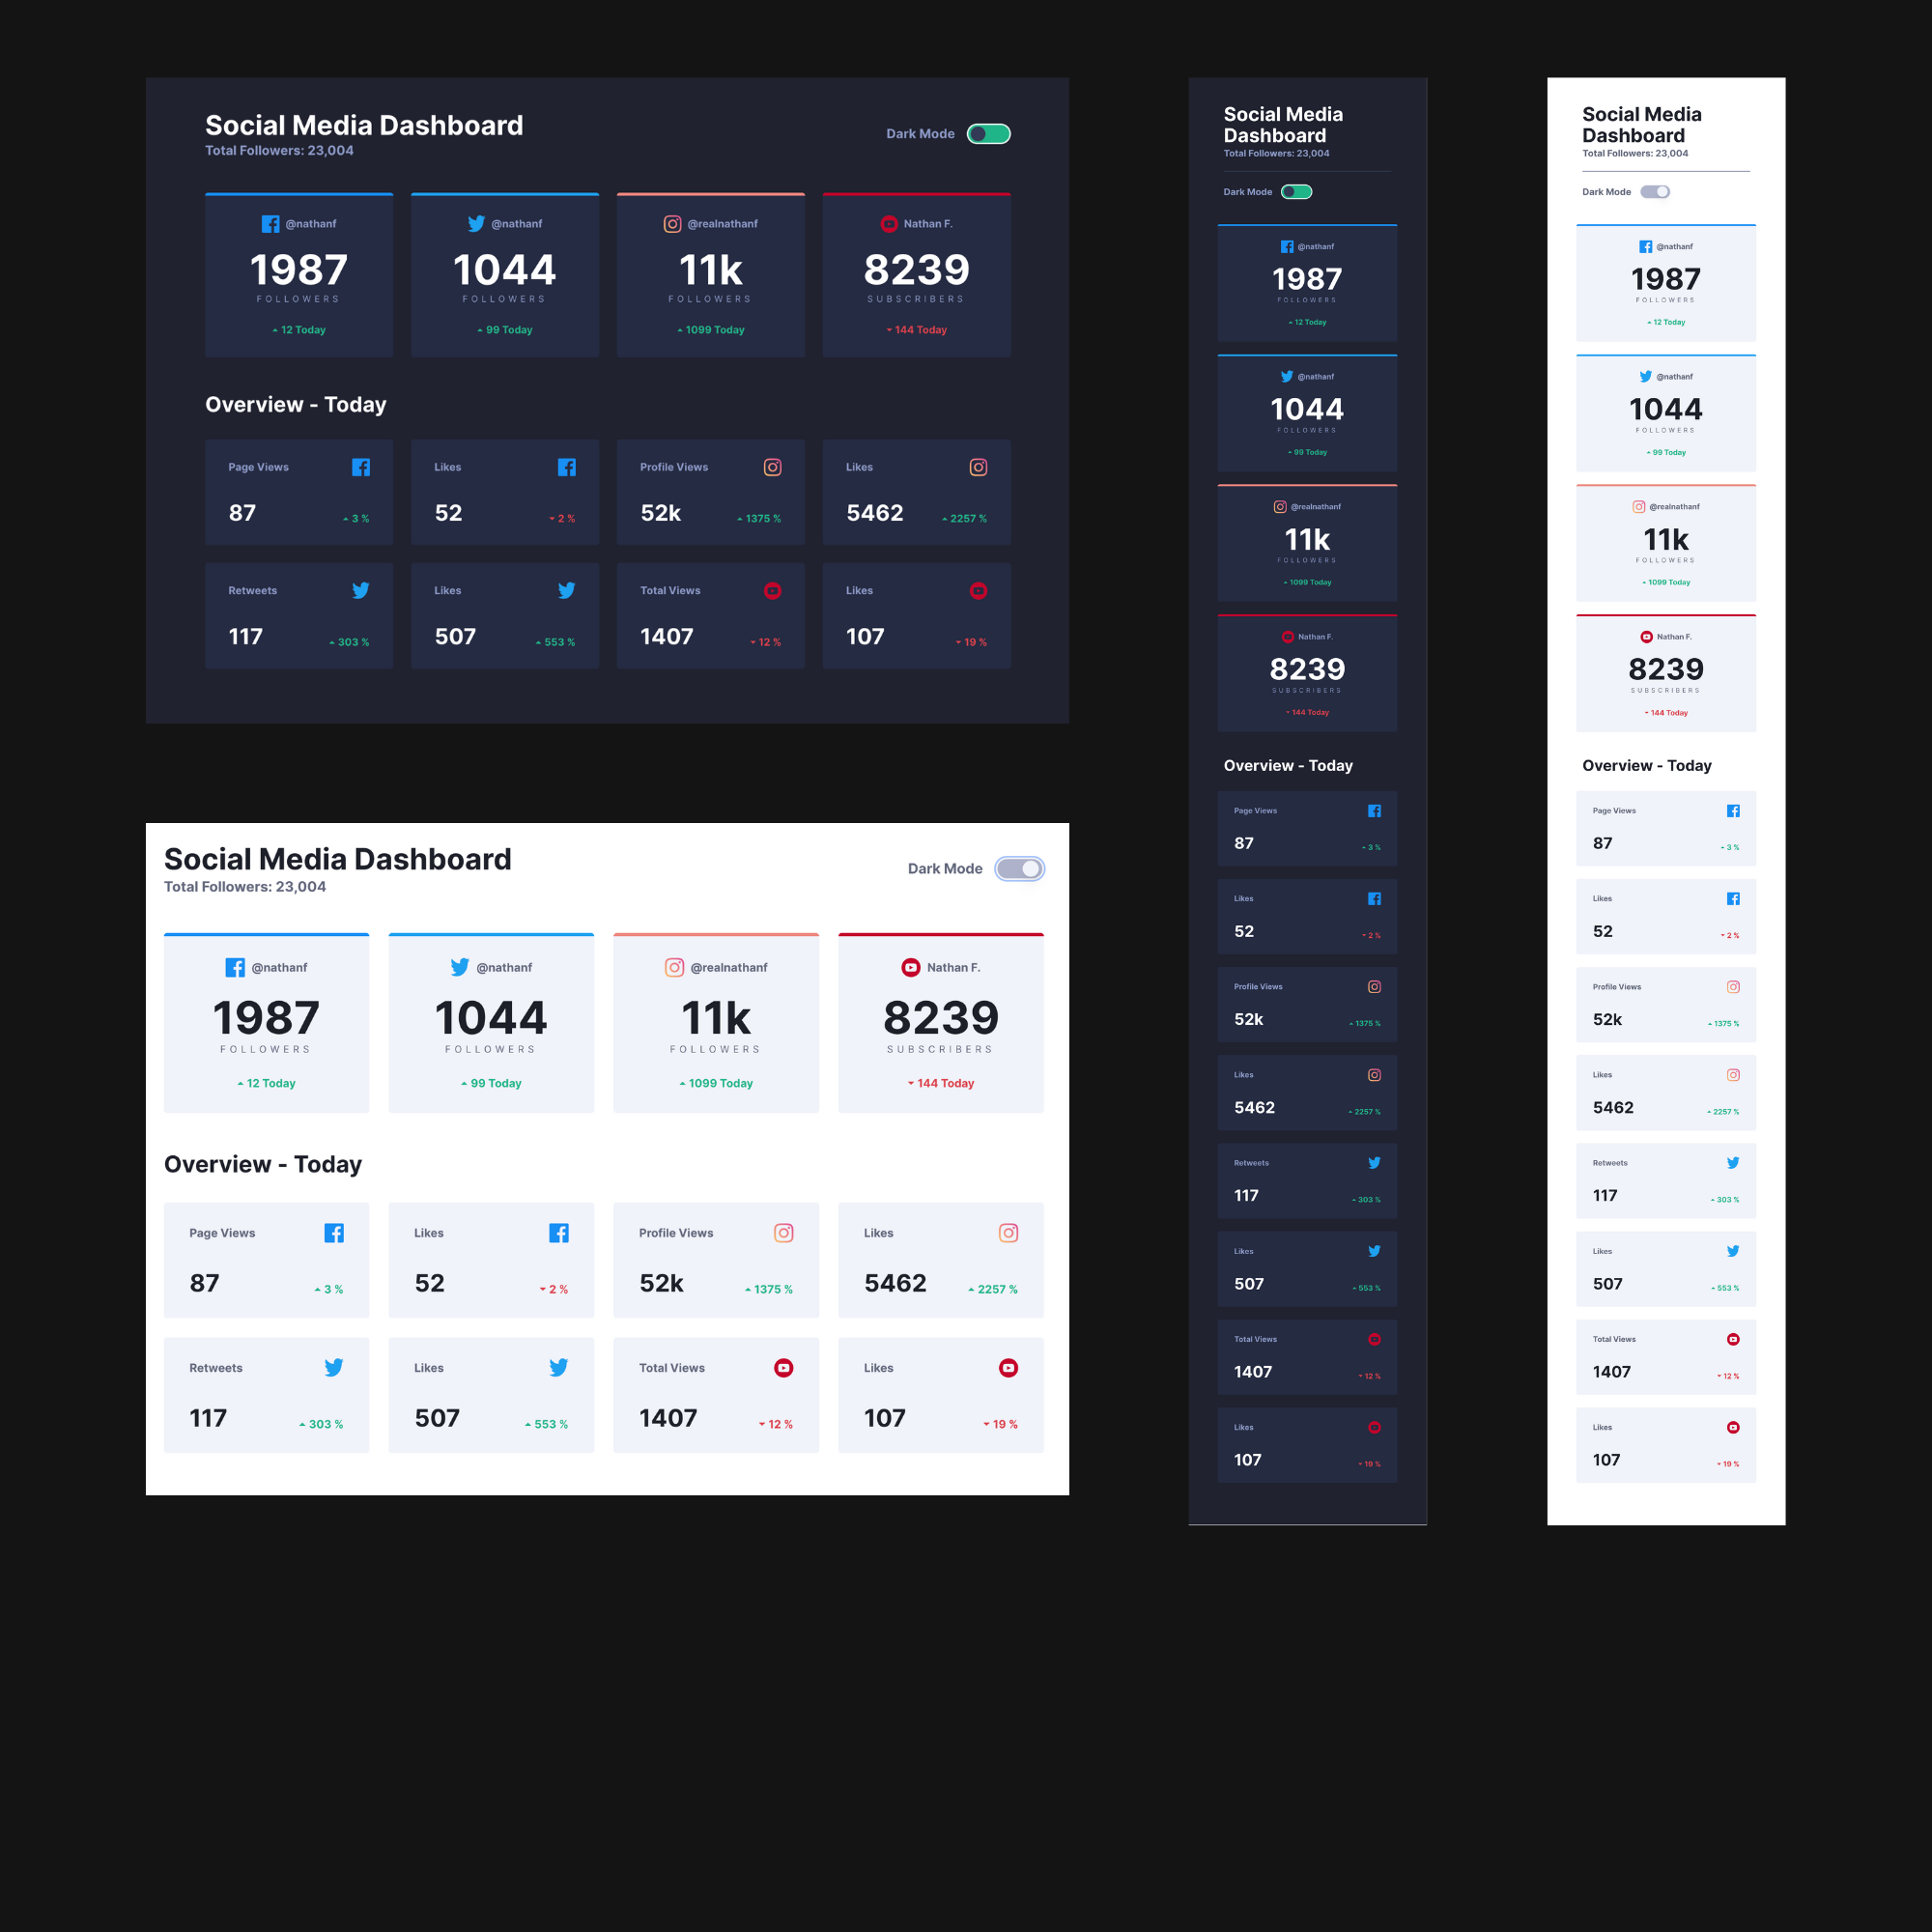 Social Media Dashboard
Total Followers: 23,004
Dark Mode
@nathanf
1987
FOLLOWERS
12 Today
@nathanf
1044
FOLLOWERS
99 Today
@realnathanf
11k
FOLLOWERS
1099 Today
Nathan F.
8239
SUBSCRIBERS
144 Today
Overview - Today
Page Views
87
3 %
Likes
52
2 %
Profile Views
52k
1375 %
Likes
5462
2257 %
Retweets
117
303 %
Likes
507
553 %
Total Views
1407
12 %
Likes
107
19 %
Social Media Dashboard
Total Followers: 23,004
Dark Mode
@nathanf
1987
FOLLOWERS
12 Today
@nathanf
1044
FOLLOWERS
99 Today
@realnathanf
11k
FOLLOWERS
1099 Today
Nathan F.
8239
SUBSCRIBERS
144 Today
Overview - Today
Page Views
87
3 %
Likes
52
2 %
Profile Views
52k
1375 %
Likes
5462
2257 %
Retweets
117
303 %
Likes
507
553 %
Total Views
1407
12 %
Likes
107
19 %
Social Media
Dashboard
Total Followers: 23,004
Dark Mode
@nathanf
1987
FOLLOWERS
12 Today
@nathanf
1044
FOLLOWERS
99 Today
@realnathanf
11k
FOLLOWERS
1099 Today
Nathan F.
8239
SUBSCRIBERS
144 Today
Overview - Today
Page Views
87
3 %
Likes
52
2 %
Profile Views
52k
1375 %
Likes
5462
2257 %
Retweets
117
303 %
Likes
507
553 %
Total Views
1407
12 %
Likes
107
19 %
Social Media
Dashboard
Total Followers: 23,004
Dark Mode
@nathanf
1987
FOLLOWERS
12 Today
@nathanf
1044
FOLLOWERS
99 Today
@realnathanf
11k
FOLLOWERS
1099 Today
Nathan F.
8239
SUBSCRIBERS
144 Today
Overview - Today
Page Views
87
3 %
Likes
52
2 %
Profile Views
52k
1375 %
Likes
5462
2257 %
Retweets
117
303 %
Likes
507
553 %
Total Views
1407
12 %
Likes
107
19 %